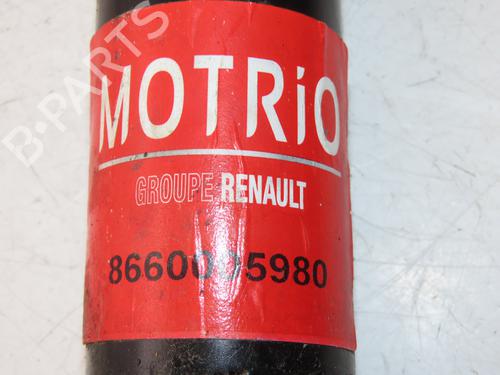 MOTRiO
GROUPE RENAULT
8660005980
B-PARTS